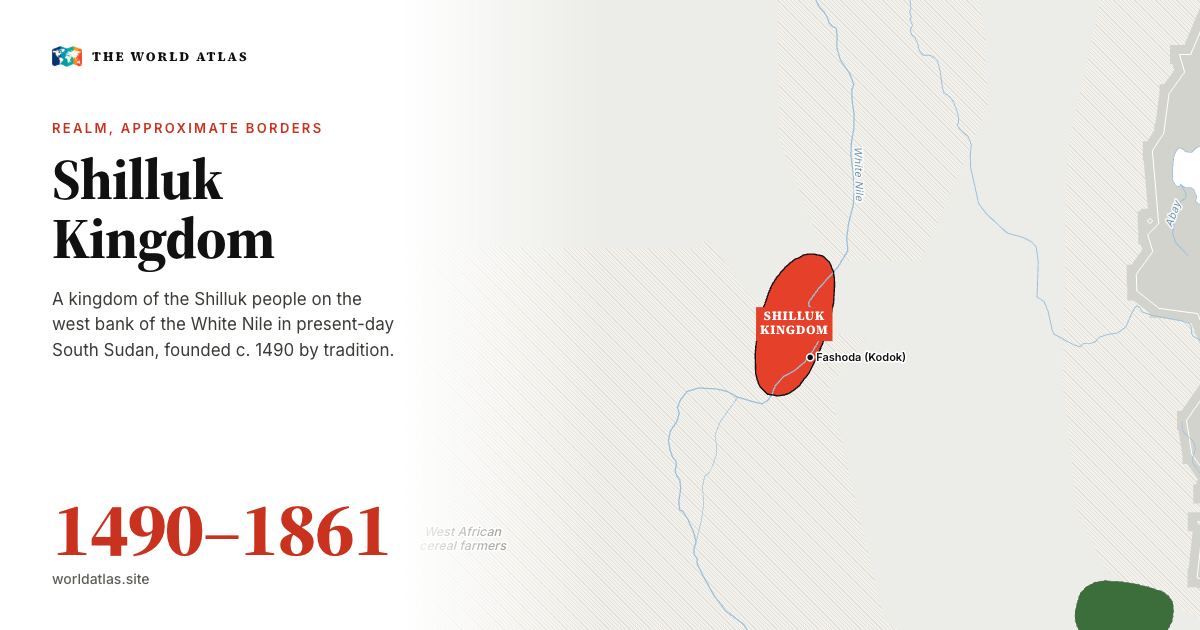 THE WORLD ATLAS
REALM, APPROXIMATE BORDERS
Shilluk
Kingdom
A kingdom of the Shilluk people on the
west bank of the White Nile in present-day
South Sudan, founded c. 1490 by tradition.
1490–1861
worldatlas.site
White Nile
Abay
SHILLUK
KINGDOM
Fashoda (Kodok)
West African
cereal farmers